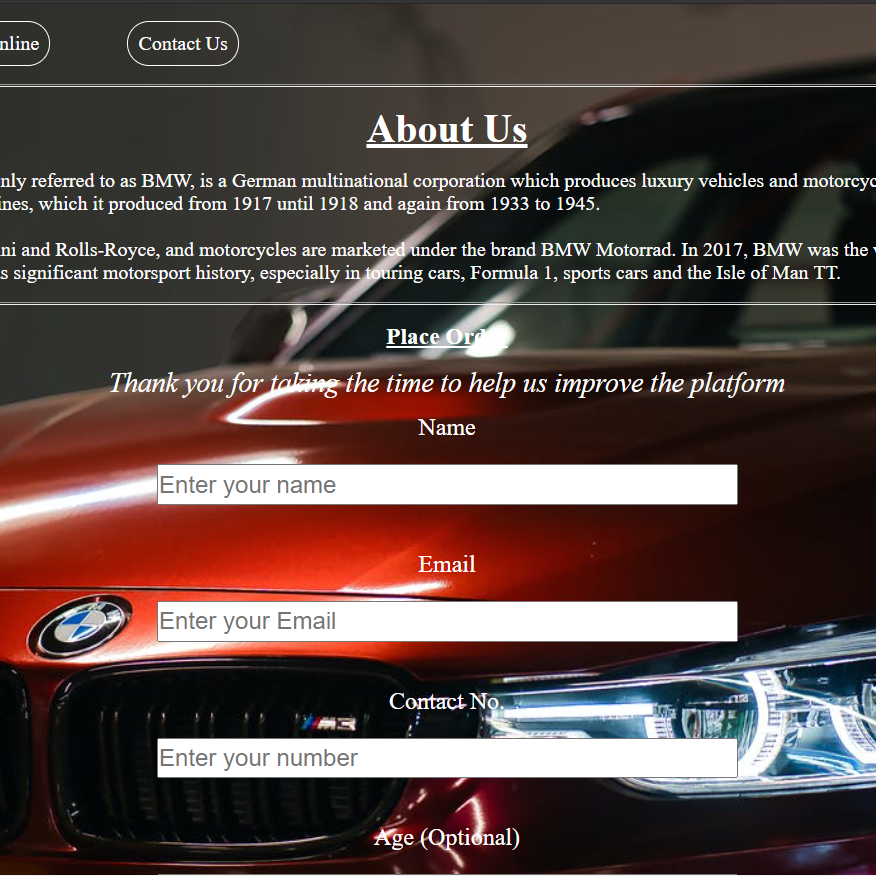 nline Contact Us
About Us
nly referred to as BMW, is a German multinational corporation which produces luxury vehicles and motorcyc
ines, which it produced from 1917 until 1918 and again from 1933 to 1945.
ni and Rolls-Royce, and motorcycles are marketed under the brand BMW Motorrad. In 2017, BMW was the
s significant motorsport history, especially in touring cars, Formula 1, sports cars and the Isle of Man TT.
Place Order
Thank you for taking the time to help us improve the platform
Name
Enter your name
Email
Enter your Email
BMW
Contact No.
M3
Enter your number
Age (Optional)